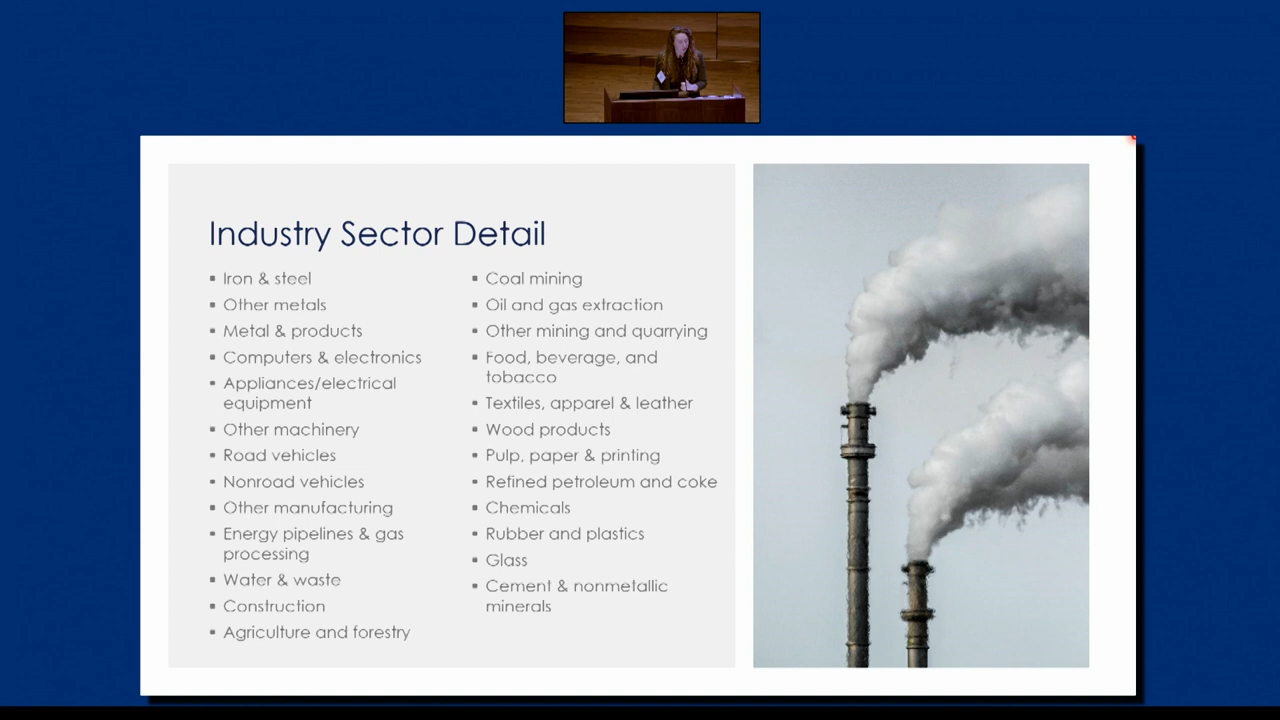 Industry Sector Detail
Iron & steel
Other metals
Metal & products
Computers & electronics
Appliances/electrical
equipment
Other machinery
Road vehicles
Nonroad vehicles
Other manufacturing
Energy pipelines & gas
processing
Water & waste
Construction
Agriculture and forestry
Coal mining
Oil and gas extraction
Other mining and quarrying
Food, beverage, and
tobacco
Textiles, apparel & leather
Wood products
Pulp, paper & printing
Refined petroleum and coke
Chemicals
Rubber and plastics
Glass
Cement & nonmetallic
minerals